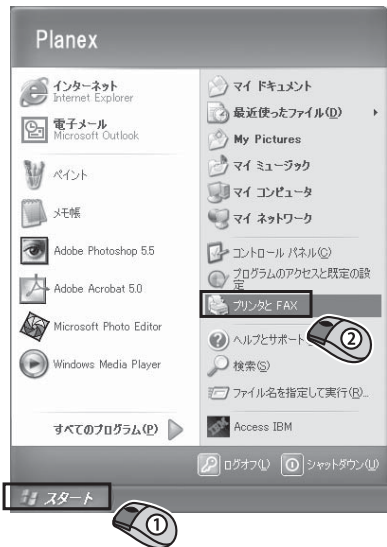 Planex
インターネット
Internet Explorer
電子メール
Microsoft Outlook
ペイント
メモ帳
Adobe Photoshop 5.5
Adobe Acrobat 5.0
Microsoft Photo Editor
Windows Media Player
すべてのプログラム(P)
マイ ドキュメント
最近使ったファイル(D)
My Pictures
マイ ミュージック
マイ コンピュータ
マイ ネットワーク
コントロール パネル(C)
プログラムのアクセスと既定の設
定
プリンタと FAX
②
ヘルプとサポート
検索(S)
ファイル名を指定して実行(R)...
Access IBM
ログオフ(L)
シャットダウン(U)
スタート
①